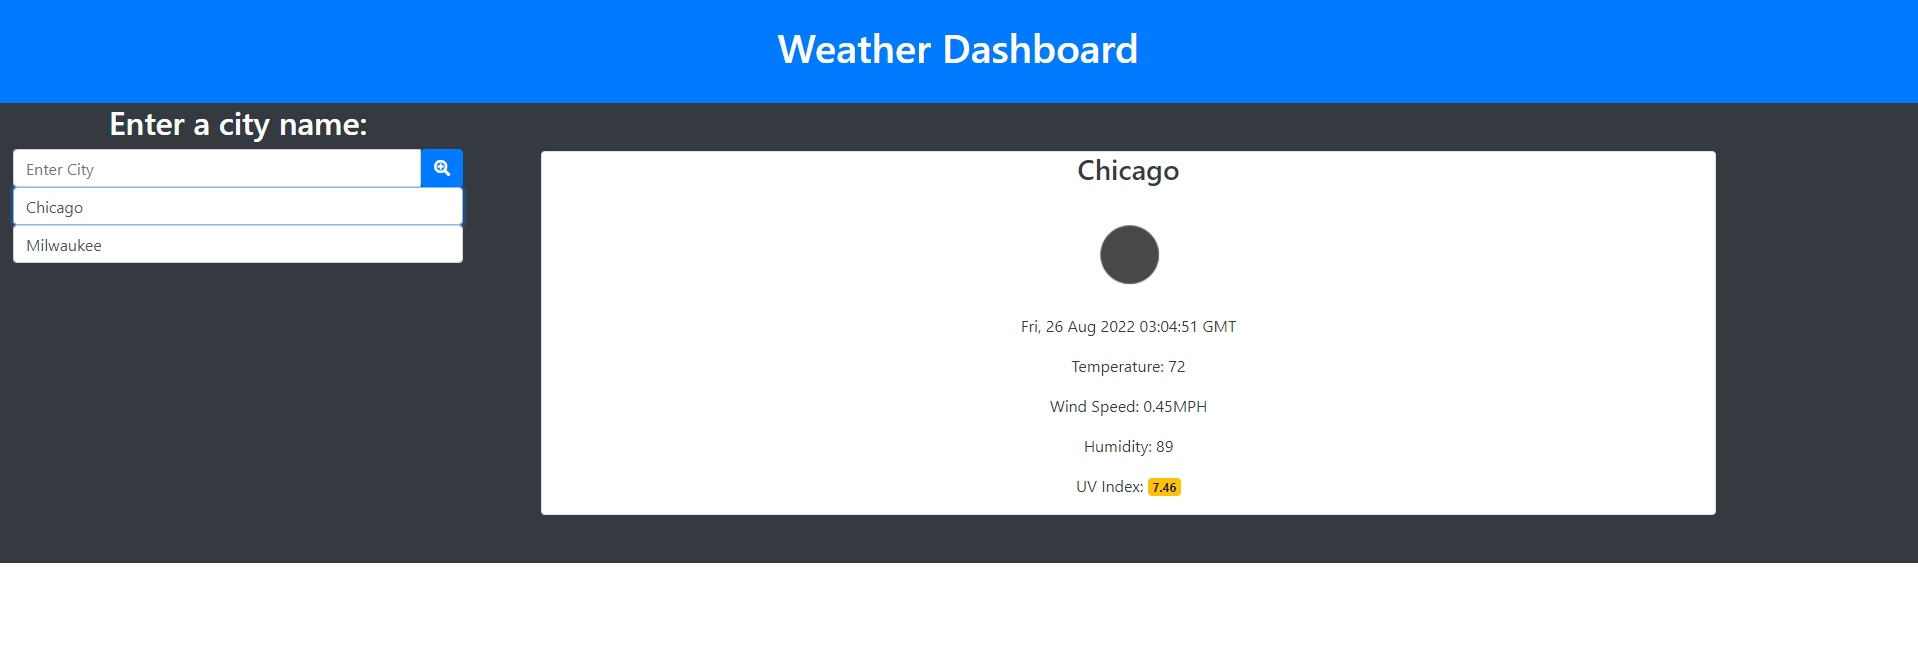 Weather Dashboard
Enter a city name:
Enter City
Chicago
Milwaukee
Chicago
Fri, 26 Aug 2022 03:04:51 GMT
Temperature: 72
Wind Speed: 0.45MPH
Humidity: 89
UV Index: 7.46